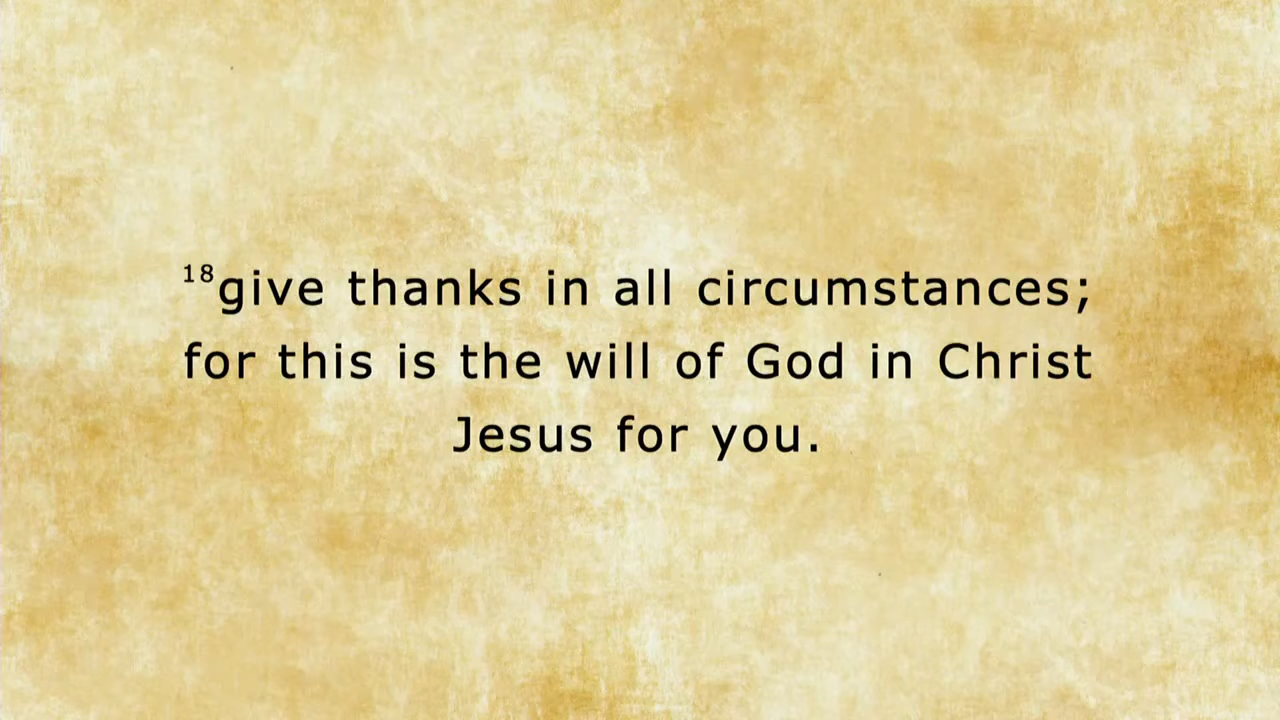 18give thanks in all circumstances;
for this is the will of God in Christ
Jesus for you.